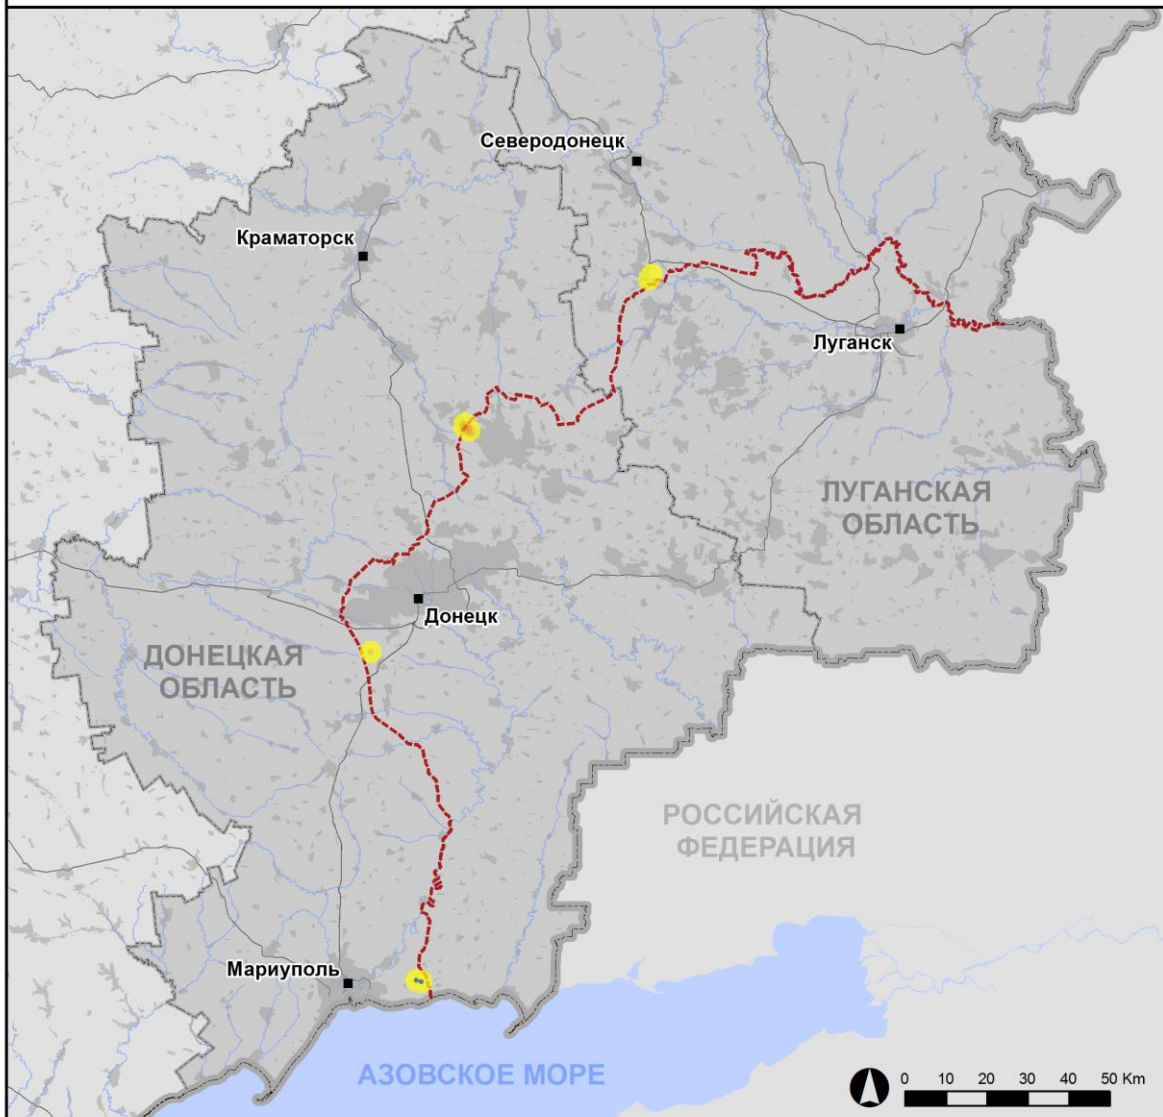 Северодонецк
Краматорск
Луганск
ЛУГАНСКАЯ
ОБЛАСТЬ
Донецк
ДОНЕЦКАЯ
ОБЛАСТЬ
РОССИЙСКАЯ
ФЕДЕРАЦИЯ
Мариуполь
АЗОВСКОЕ МОРЕ
0 10 20 30 40 50 Km